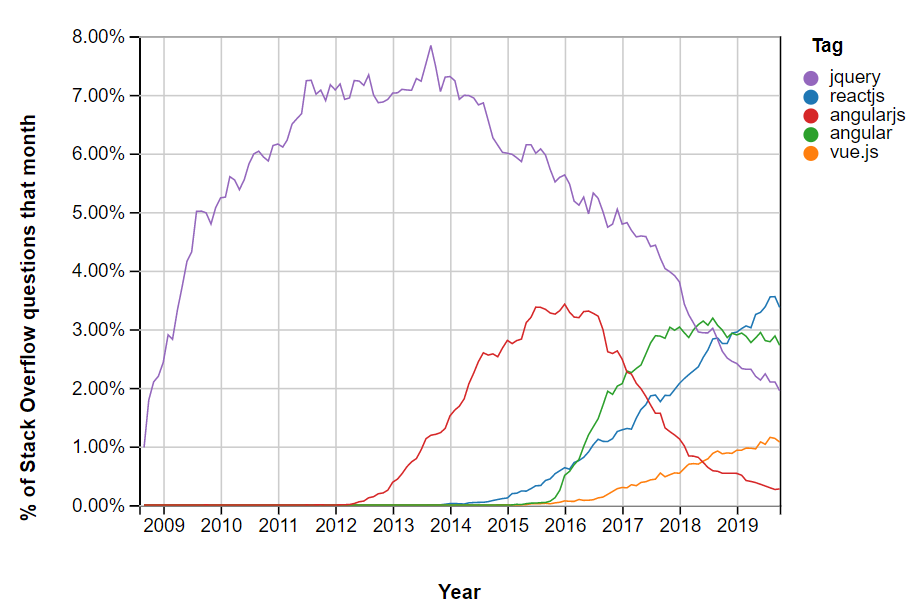 8.00%
7.00%
6.00%
5.00%
4.00%
3.00%
2.00%
1.00%
0.00%
% of Stack Overflow questions that month
2009 2010 2011 2012 2013 2014 2015 2016 2017 2018 2019
Year
Tag
jquery
reactjs
angularjs
angular
vue.js